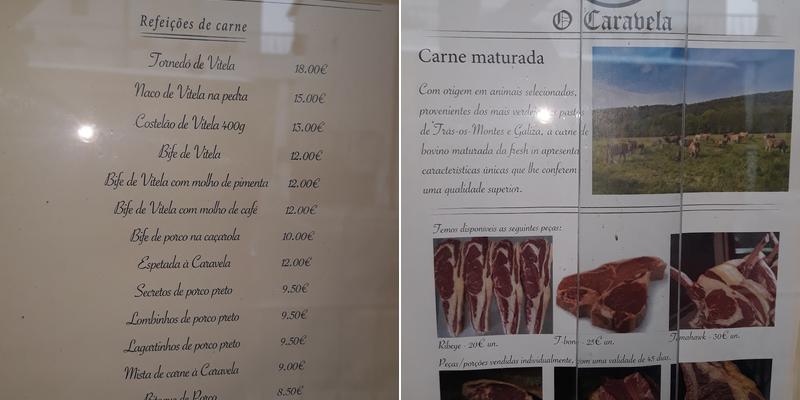 Refeições de carne
Tornedó de Vitela 18.00€
Naco de Vitela na pedra 15.00€
Costelão de Vitela 400g 13.00€
Bife de Vitela 12.00€
Bife de Vitela com molho de pimenta 12.00€
Bife de Vitela com molho de café 12.00€
Bife de porco na caçarola 10.00€
Espetada à Caravela 12.00€
Secretos de porco preto 9.50€
Lombinhos de porco preto 9.50€
Lagartinhos de porco preto 9.50€
Mista de carne à Caravela 9.00€
Bitoque de Porco 8.50€
O Caravela
Carne maturada
Com origem em animais selecionados,
provenientes dos mais verdejantes pastos
de Trás-os-Montes e Galiza, a carne de
bovino maturada da fresh in apresenta
características únicas que lhe conferem
uma qualidade superior.
Temos disponíveis as seguintes peças:
Ribeye - 20€ un. T-bone - 25€ un. Tomahawk - 30€ un.
Peças/porções vendidas individualmente, com uma validade de 45 dias.